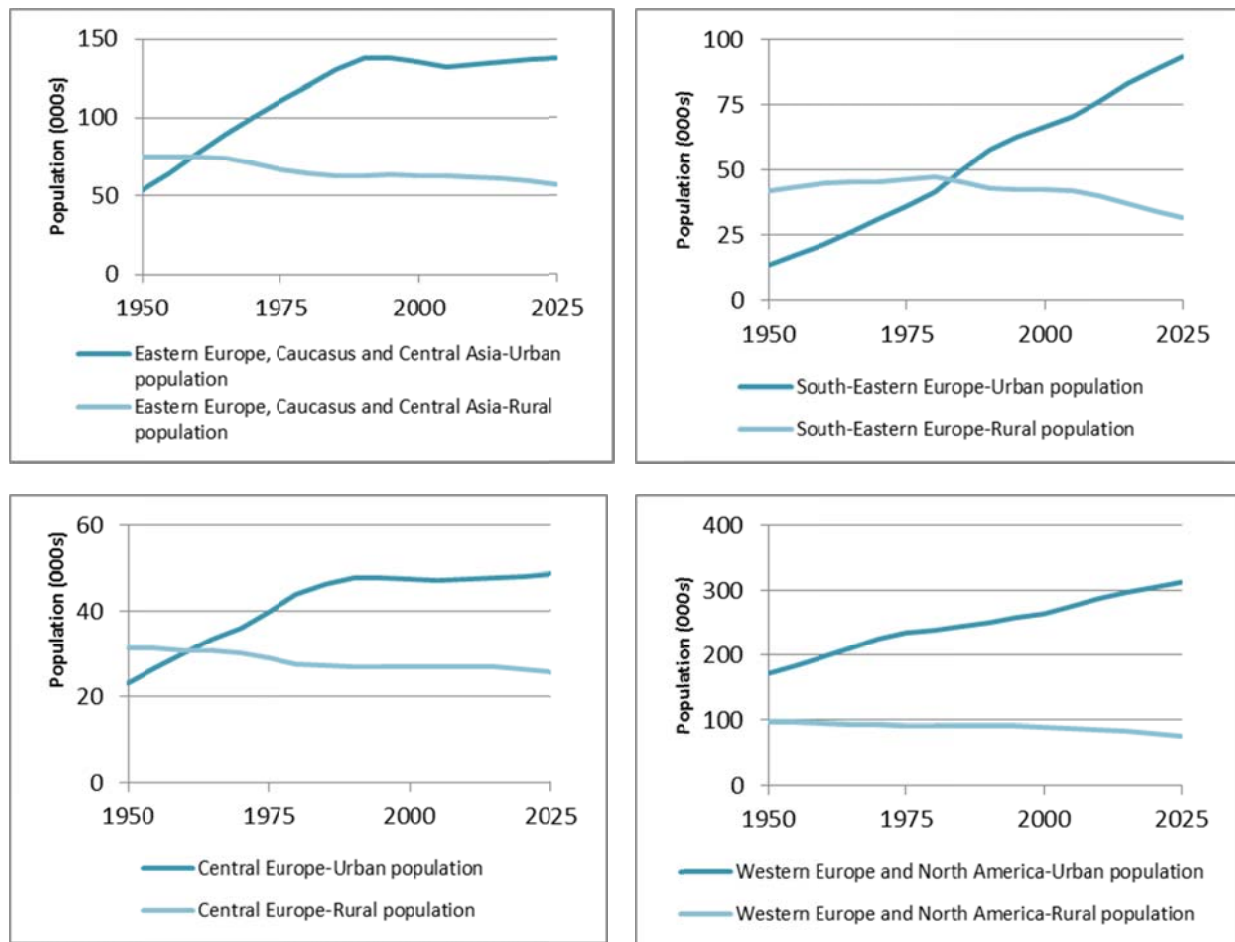 Population (000s)
150
100
50
0
1950 1975 2000 2025
Eastern Europe, Caucasus and Central Asia-Urban
population
Eastern Europe, Caucasus and Central Asia-Rural
population
Population (000s)
100
75
50
25
0
1950 1975 2000 2025
South-Eastern Europe-Urban population
South-Eastern Europe-Rural population
Population (000s)
60
40
20
0
1950 1975 2000 2025
Central Europe-Urban population
Central Europe-Rural population
Population (000s)
400
300
200
100
0
1950 1975 2000 2025
Western Europe and North America-Urban population
Western Europe and North America-Rural population